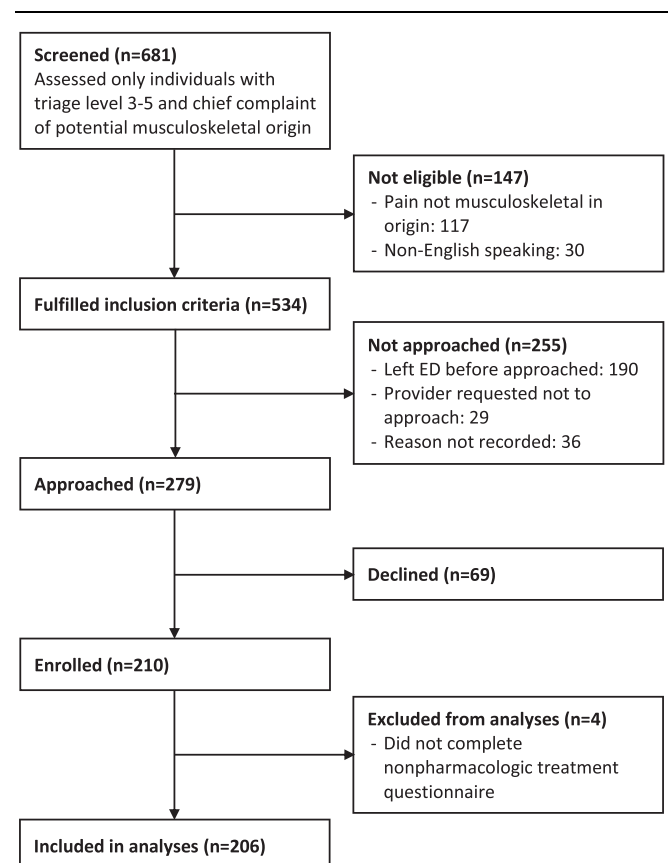 Screened (n=681)
Assessed only individuals with
triage level 3-5 and chief complaint
of potential musculoskeletal origin
Not eligible (n=147)
- Pain not musculoskeletal in
origin: 117
- Non-English speaking: 30
Fulfilled inclusion criteria (n=534)
Not approached (n=255)
- Left ED before approached: 190
- Provider requested not to
approach: 29
- Reason not recorded: 36
Approached (n=279)
Declined (n=69)
Enrolled (n=210)
Excluded from analyses (n=4)
- Did not complete
nonpharmacologic treatment
questionnaire
Included in analyses (n=206)